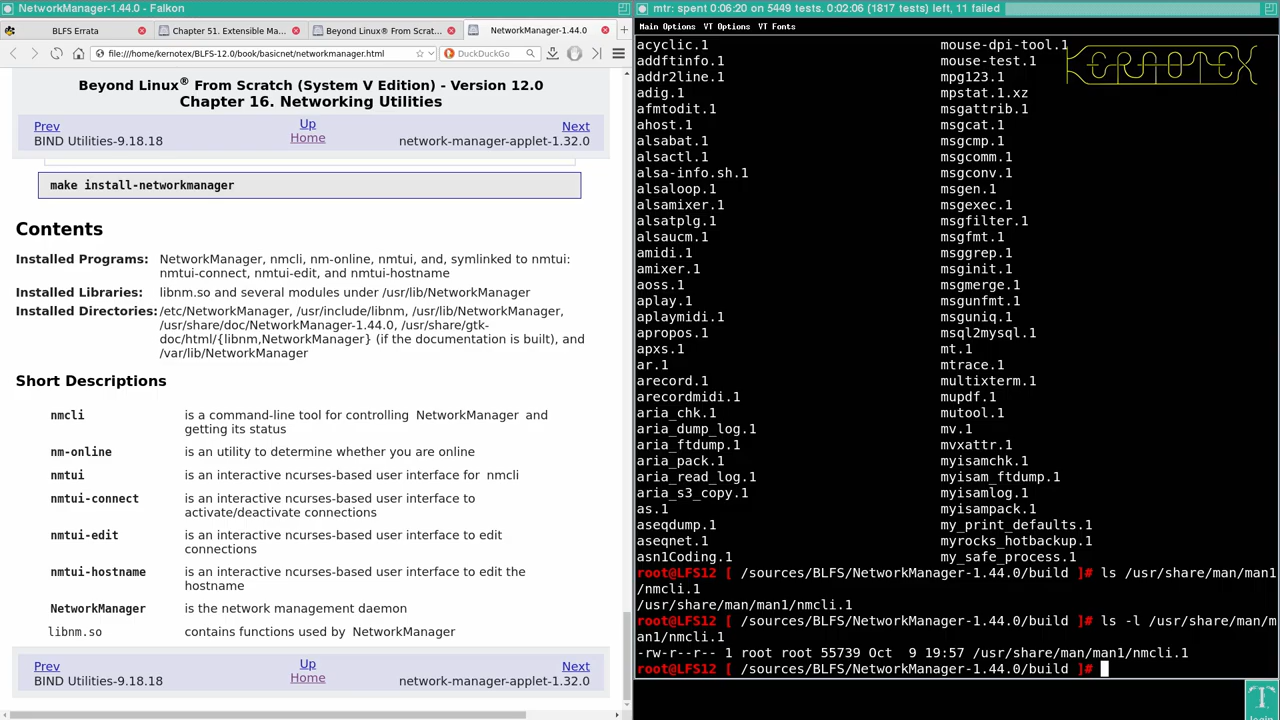 NetworkManager-1.44.0 - Falkon
BLFS Errata
Chapter 51. Extensible Ma...
Beyond Linux® From Scrat...
NetworkManager-1.44.0
file:///home/kernotex/BLFS-12.0/book/basicnet/networkmanager.html
DuckDuckGo
Beyond Linux® From Scratch (System V Edition) - Version 12.0
Chapter 16. Networking Utilities
Prev
Up
Next
BIND Utilities-9.18.18
Home
network-manager-applet-1.32.0
make install-networkmanager
Contents
Installed Programs: NetworkManager, nmcli, nm-online, nmtui, and, symlinked to nmtui:
nmtui-connect, nmtui-edit, and nmtui-hostname
Installed Libraries: libnm.so and several modules under /usr/lib/NetworkManager
Installed Directories: /etc/NetworkManager, /usr/include/libnm, /usr/lib/NetworkManager,
/usr/share/doc/NetworkManager-1.44.0, /usr/share/gtk-
doc/html/{libnm,NetworkManager} (if the documentation is built), and
/var/lib/NetworkManager
Short Descriptions
nmcli is a command-line tool for controlling NetworkManager and
getting its status
nm-online is an utility to determine whether you are online
nmtui is an interactive ncurses-based user interface for nmcli
nmtui-connect is an interactive ncurses-based user interface to
activate/deactivate connections
nmtui-edit is an interactive ncurses-based user interface to edit
connections
nmtui-hostname is an interactive ncurses-based user interface to edit the
hostname
NetworkManager is the network management daemon
libnm.so contains functions used by NetworkManager
Prev
Up
Next
BIND Utilities-9.18.18
Home
network-manager-applet-1.32.0
mtr: spent 0:06:20 on 5449 tests. 0:02:06 (1817 tests) left, 11 failed
Main Options VT Options VT Fonts
KERNOTEX
acyclic.1 mouse-dpi-tool.1
addftinfo.1 mouse-test.1
addr2line.1 mpg123.1
adig.1 mpstat.1.xz
afmtodit.1 msgattrib.1
ahost.1 msgcat.1
alsabat.1 msgcmp.1
alsactl.1 msgcomm.1
alsa-info.sh.1 msgconv.1
alsaloop.1 msgen.1
alsamixer.1 msgexec.1
alsatplg.1 msgfilter.1
alsaucm.1 msgfmt.1
amidi.1 msggrep.1
amixer.1 msginit.1
aoss.1 msgmerge.1
aplay.1 msgunfmt.1
aplaymidi.1 msguniq.1
apropos.1 msql2mysql.1
apxs.1 mt.1
ar.1 mtrace.1
arecord.1 multixterm.1
arecordmidi.1 mupdf.1
aria_chk.1 mutool.1
aria_dump_log.1 mv.1
aria_ftdump.1 mvxattr.1
aria_pack.1 myisamchk.1
aria_read_log.1 myisam_ftdump.1
aria_s3_copy.1 myisamlog.1
as.1 myisampack.1
aseqdump.1 my_print_defaults.1
aseqnet.1 myrocks_hotbackup.1
asn1Coding.1 my_safe_process.1
root@LFS12 [ /sources/BLFS/NetworkManager-1.44.0/build ]# ls /usr/share/man/man1
/nmcli.1
/usr/share/man/man1/nmcli.1
root@LFS12 [ /sources/BLFS/NetworkManager-1.44.0/build ]# ls -l /usr/share/man/m
an1/nmcli.1
-rw-r--r-- 1 root root 55739 Oct  9 19:57 /usr/share/man/man1/nmcli.1
root@LFS12 [ /sources/BLFS/NetworkManager-1.44.0/build ]#
T
login